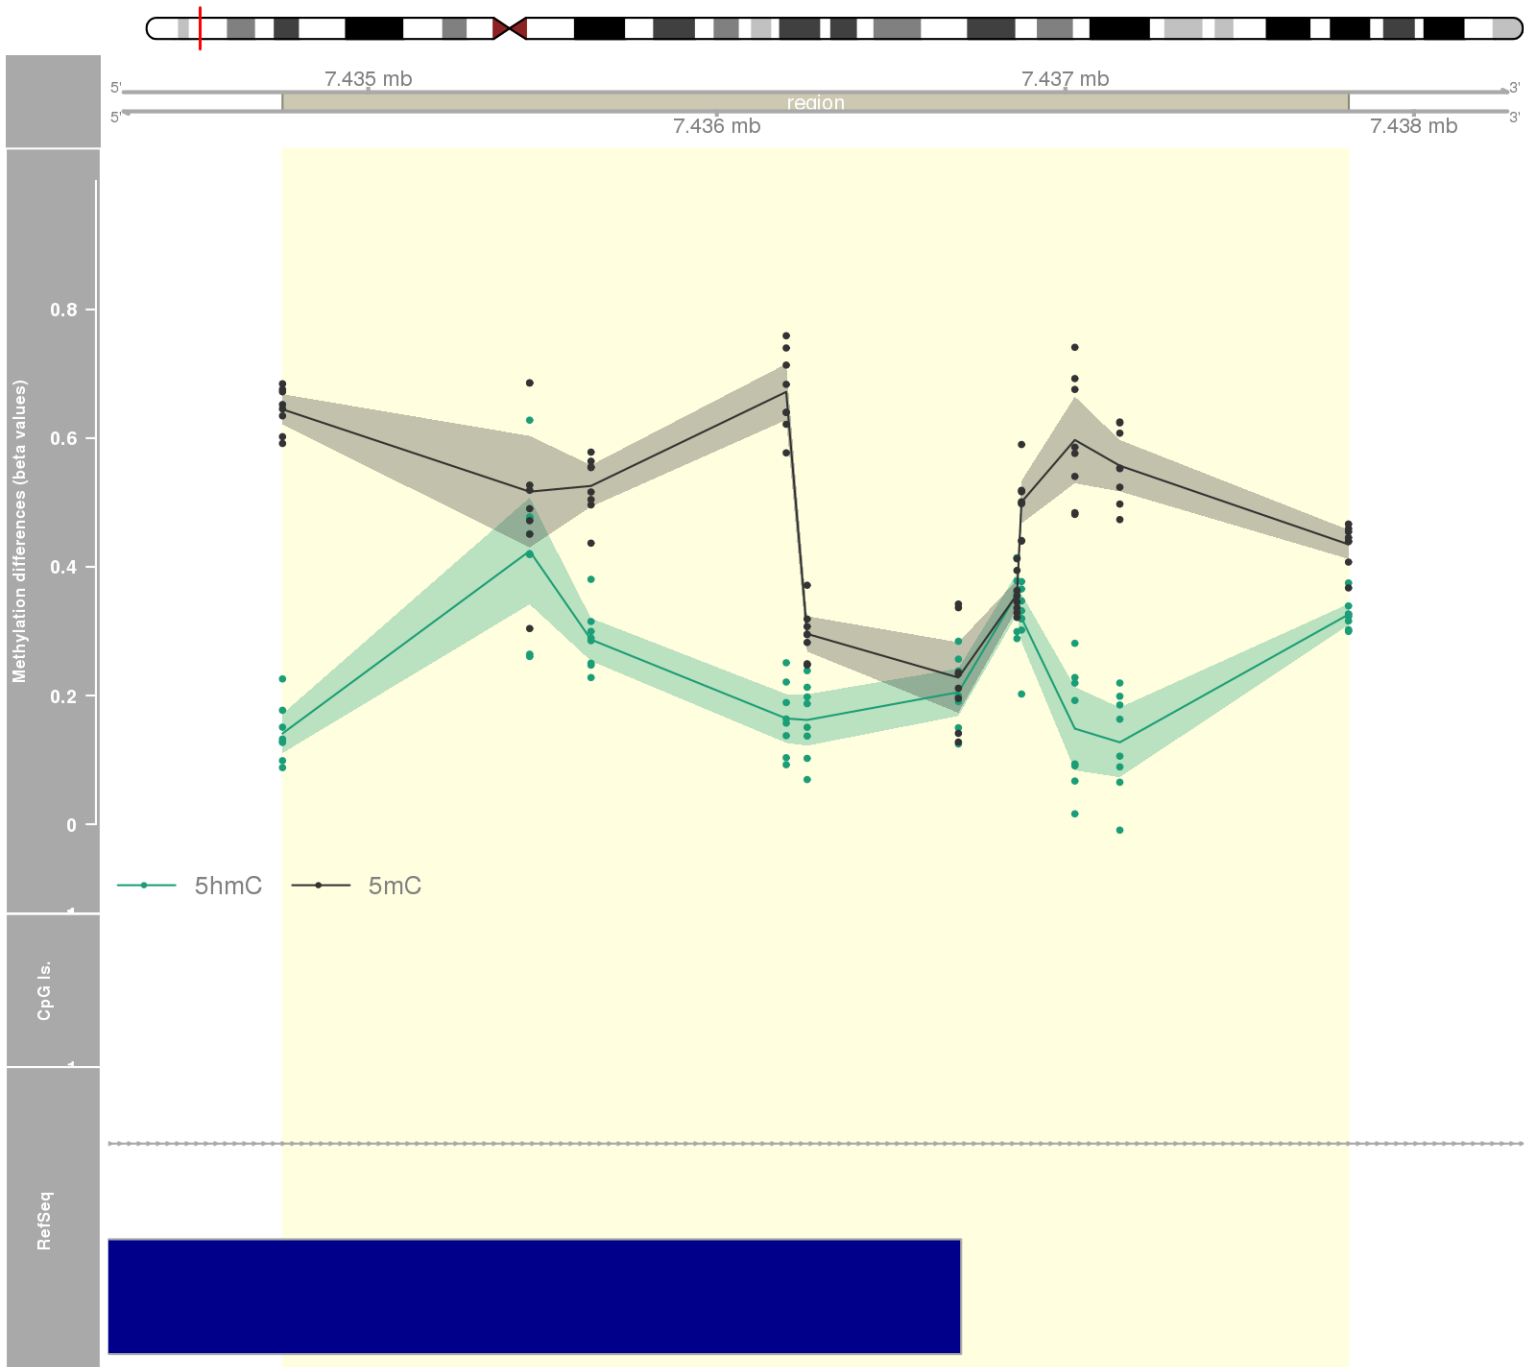 7.435 mb
7.437 mb
5'
3'
region
5'
3'
7.436 mb
7.438 mb
Methylation differences (beta values)
0.8
0.6
0.4
0.2
0
5hmC
5mC
CpG Is.
RefSeq